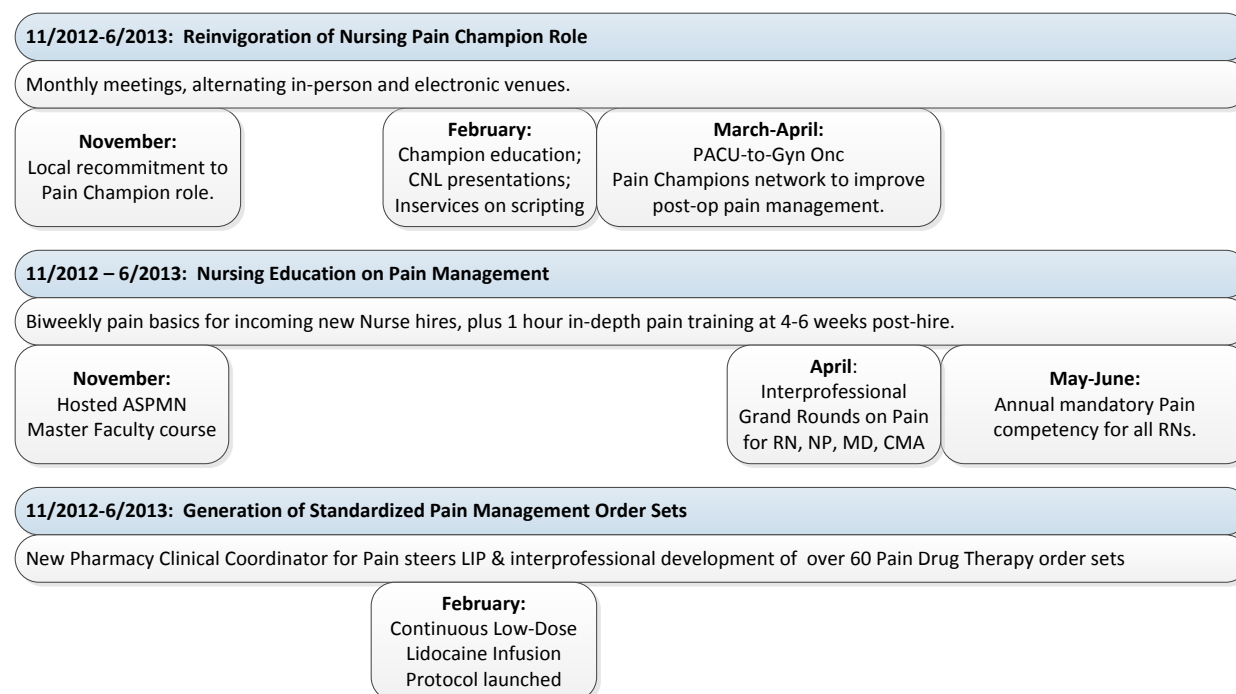 11/2012-6/2013:  Reinvigoration of Nursing Pain Champion Role
Monthly meetings, alternating in-person and electronic venues.
November:
Local recommitment to
Pain Champion role.
February:
Champion education;
CNL presentations;
Inservices on scripting
March-April:
PACU-to-Gyn Onc
Pain Champions network to improve
post-op pain management.
11/2012 – 6/2013:  Nursing Education on Pain Management
Biweekly pain basics for incoming new Nurse hires, plus 1 hour in-depth pain training at 4-6 weeks post-hire.
November:
Hosted ASPMN
Master Faculty course
April:
Interprofessional
Grand Rounds on Pain
for RN, NP, MD, CMA
May-June:
Annual mandatory Pain
competency for all RNs.
11/2012-6/2013:  Generation of Standardized Pain Management Order Sets
New Pharmacy Clinical Coordinator for Pain steers LIP & interprofessional development of  over 60 Pain Drug Therapy order sets
February:
Continuous Low-Dose
Lidocaine Infusion
Protocol launched